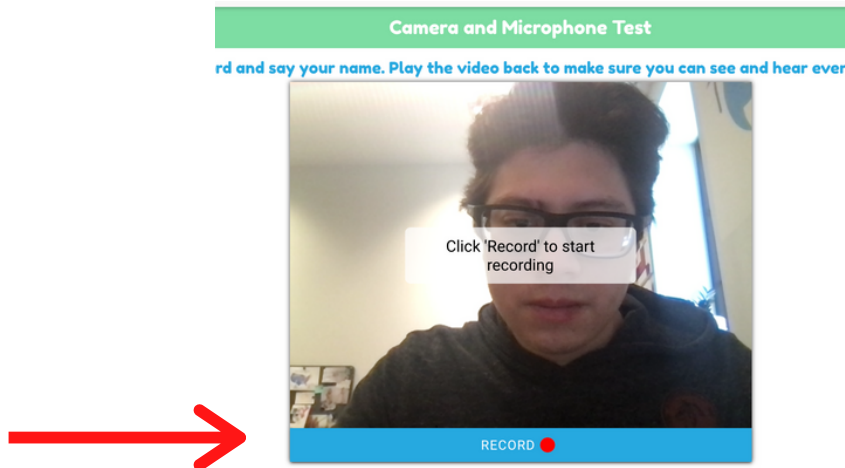 Camera and Microphone Test
rd and say your name. Play the video back to make sure you can see and hear ever
Click 'Record' to start
recording
RECORD